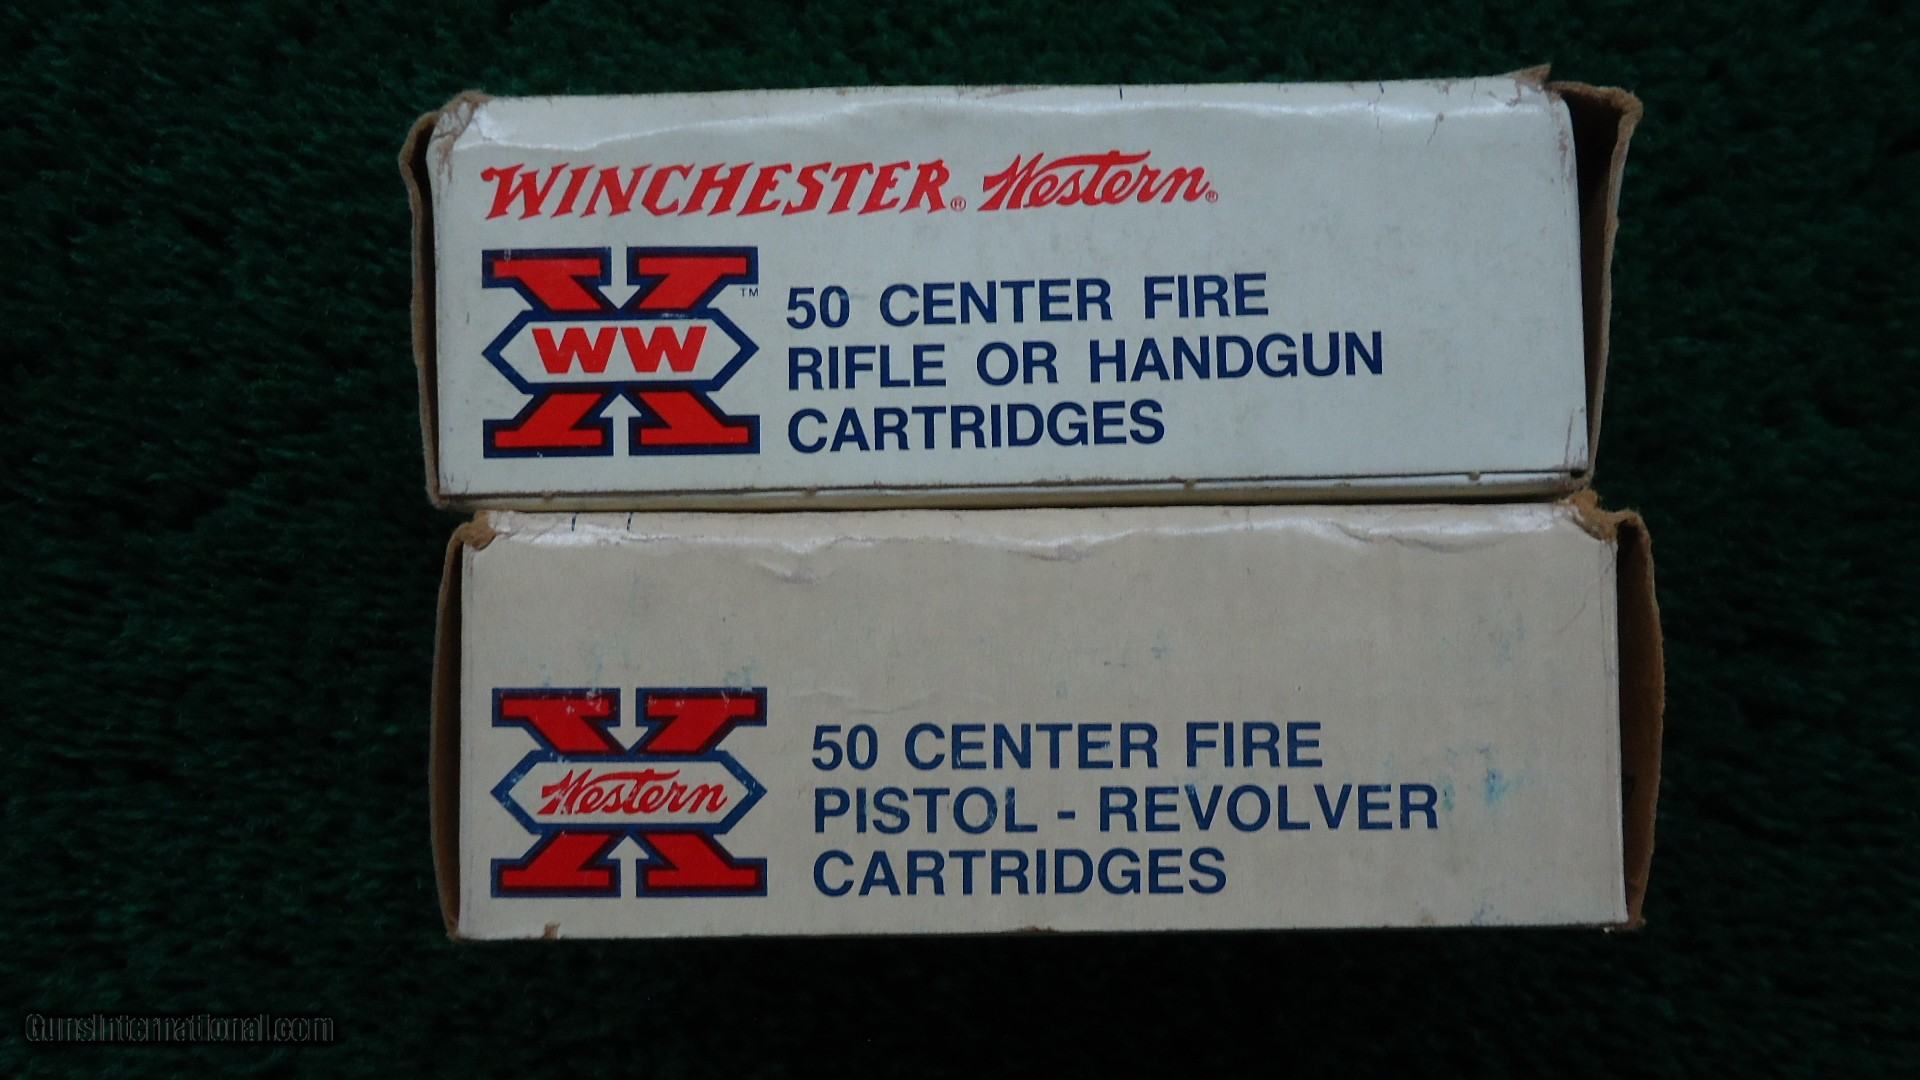 WINCHESTER® Western®
WW
™
50 CENTER FIRE
RIFLE OR HANDGUN
CARTRIDGES
Western
50 CENTER FIRE
PISTOL - REVOLVER
CARTRIDGES
GunsInternational.com